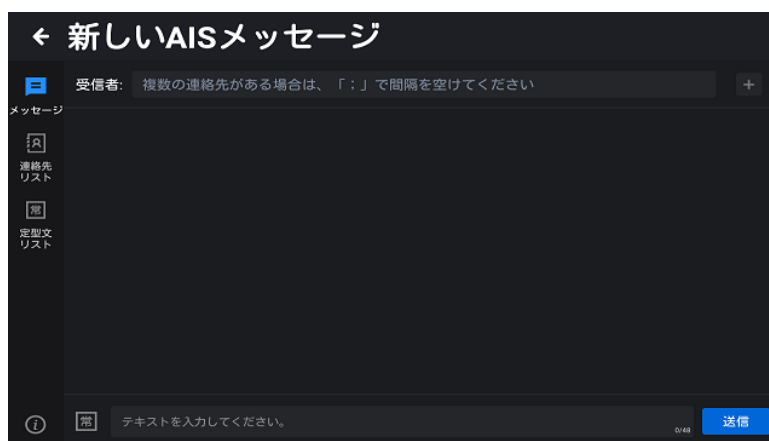 新しいAISメッセージ
メッセージ
受信者:
複数の連絡先がある場合は、「;」で間隔を空けてください
連絡先
リスト
常
定型文
リスト
常
テキストを入力してください。
0/48
送信